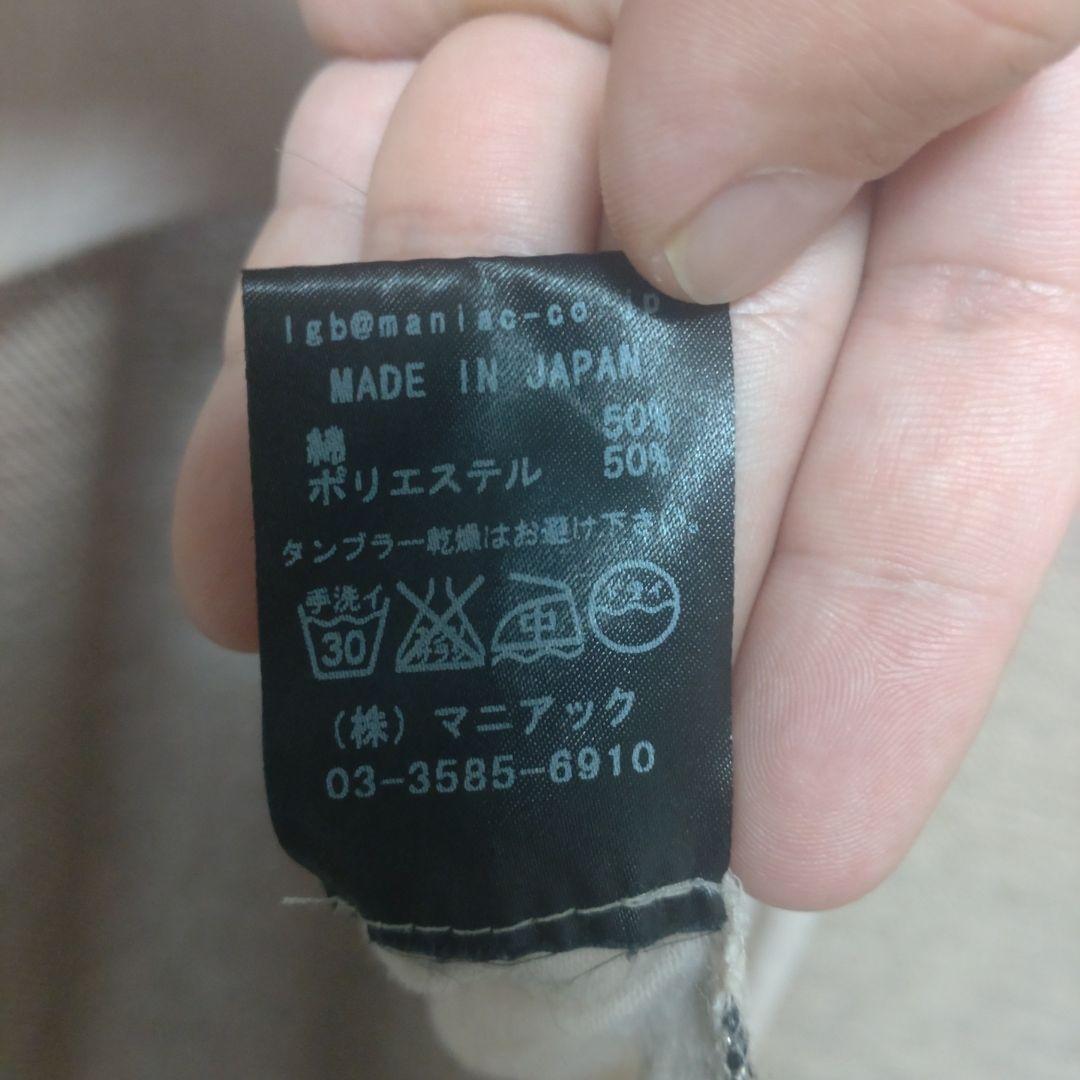 lgb@maniac-co jp
MADE IN JAPAN
綿 50%
ポリエステル 50%
タンブラー乾燥はお避け下さい。
手洗イ
30
中
(株) マニアック
03-3585-6910